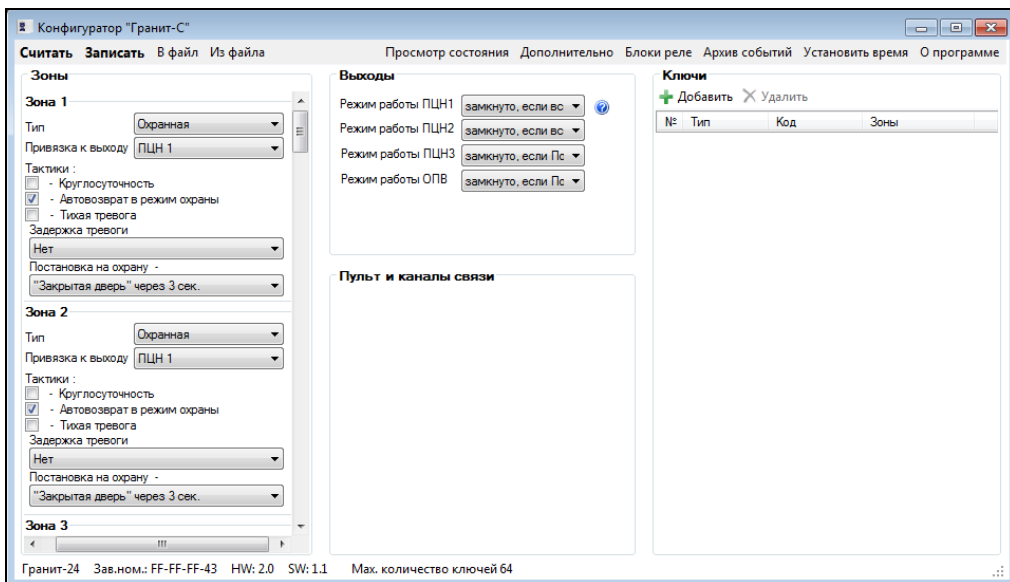 Конфигуратор "Гранит-С"
Считать Записать В файл Из файла Просмотр состояния Дополнительно Блоки реле Архив событий Установить время О программе
Зоны
Зона 1
Тип Охранная
Привязка к выходу ПЦН 1
Тактики :
- Круглосуточность
- Автовозврат в режим охраны
- Тихая тревога
Задержка тревоги
Нет
Постановка на охрану -
"Закрытая дверь" через 3 сек.
Зона 2
Тип Охранная
Привязка к выходу ПЦН 1
Тактики :
- Круглосуточность
- Автовозврат в режим охраны
- Тихая тревога
Задержка тревоги
Нет
Постановка на охрану -
"Закрытая дверь" через 3 сек.
Зона 3
Выходы
Режим работы ПЦН1 замкнуто, если вс
Режим работы ПЦН2 замкнуто, если вс
Режим работы ПЦН3 замкнуто, если По
Режим работы ОПВ замкнуто, если По
Пульт и каналы связи
Ключи
Добавить Удалить
№ Тип Код Зоны
Гранит-24 Зав.ном.: FF-FF-FF-43 HW: 2.0 SW: 1.1 Мах. количество ключей 64